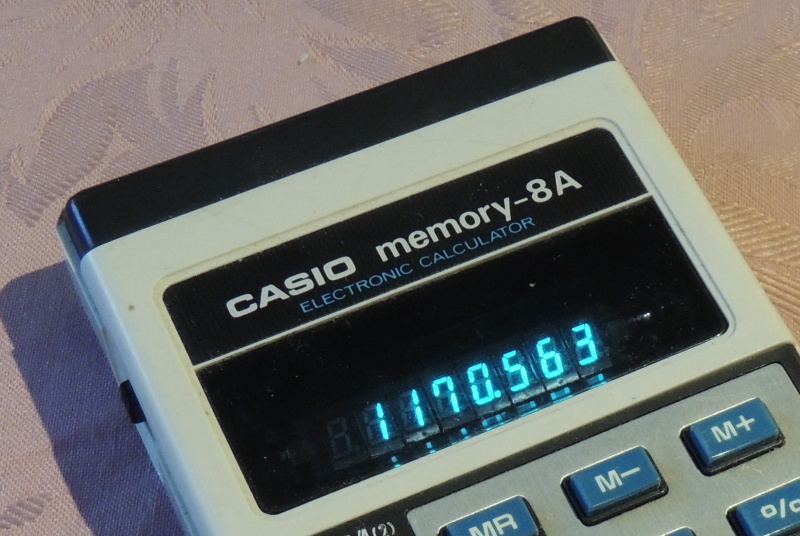 CASIO memory-8A
ELECTRONIC CALCULATOR
1170.563
M+
M-
MR
%